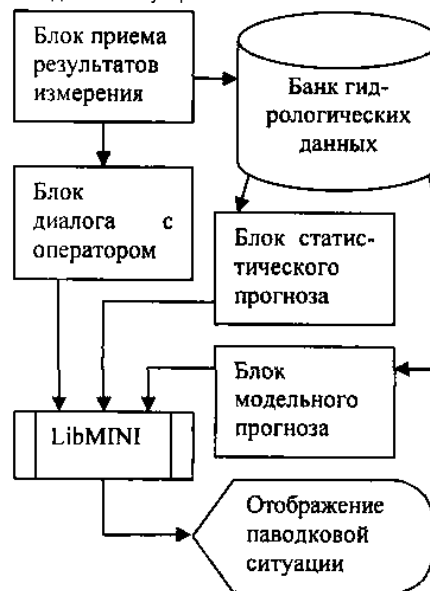 Блок приема
результатов
измерения
Банк гид-
рологических
данных
Блок
диалога с
оператором
Блок статис-
тического
прогноза
Блок
модельного
прогноза
LibMINI
Отображение
паводковой
ситуации